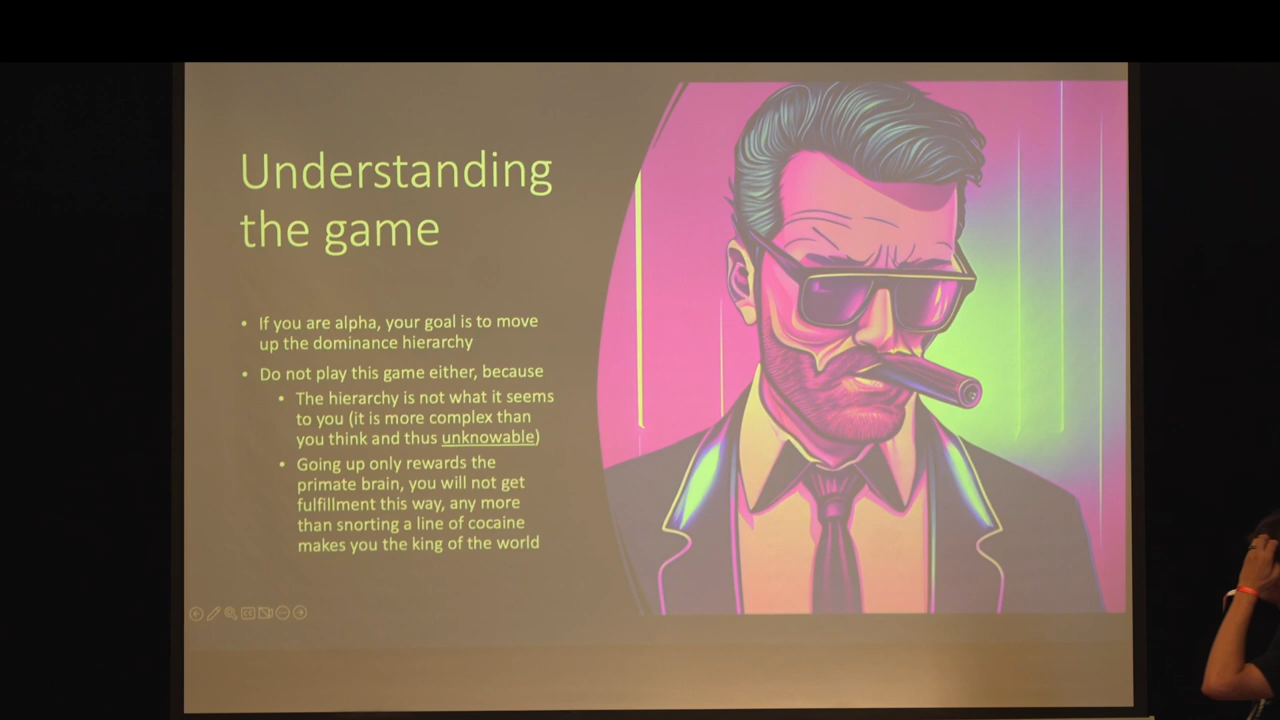 Understanding
the game
• If you are alpha, your goal is to move
up the dominance hierarchy
• Do not play this game either, because
• The hierarchy is not what it seems
to you (it is more complex than
you think and thus unknowable)
• Going up only rewards the
primate brain, you will not get
fulfillment this way, any more
than snorting a line of cocaine
makes you the king of the world